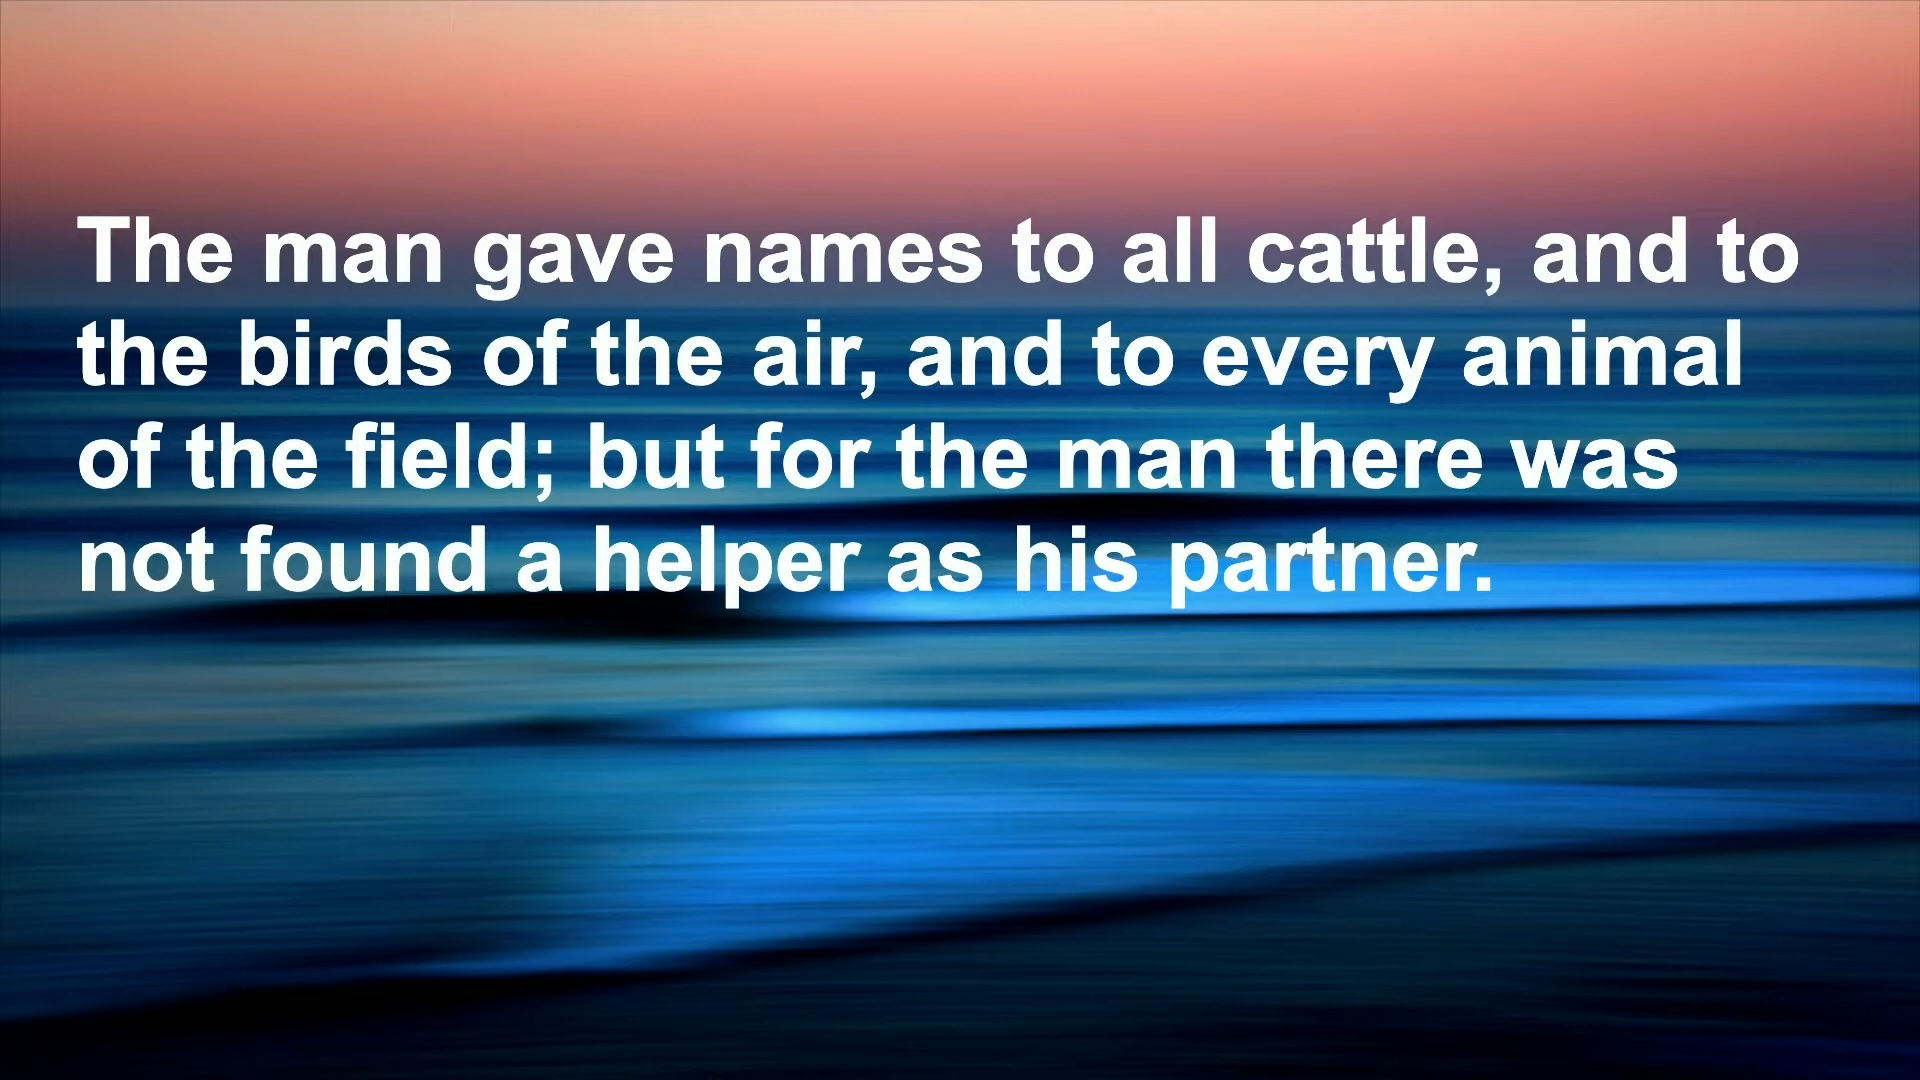 The man gave names to all cattle, and to
the birds of the air, and to every animal
of the field; but for the man there was
not found a helper as his partner.